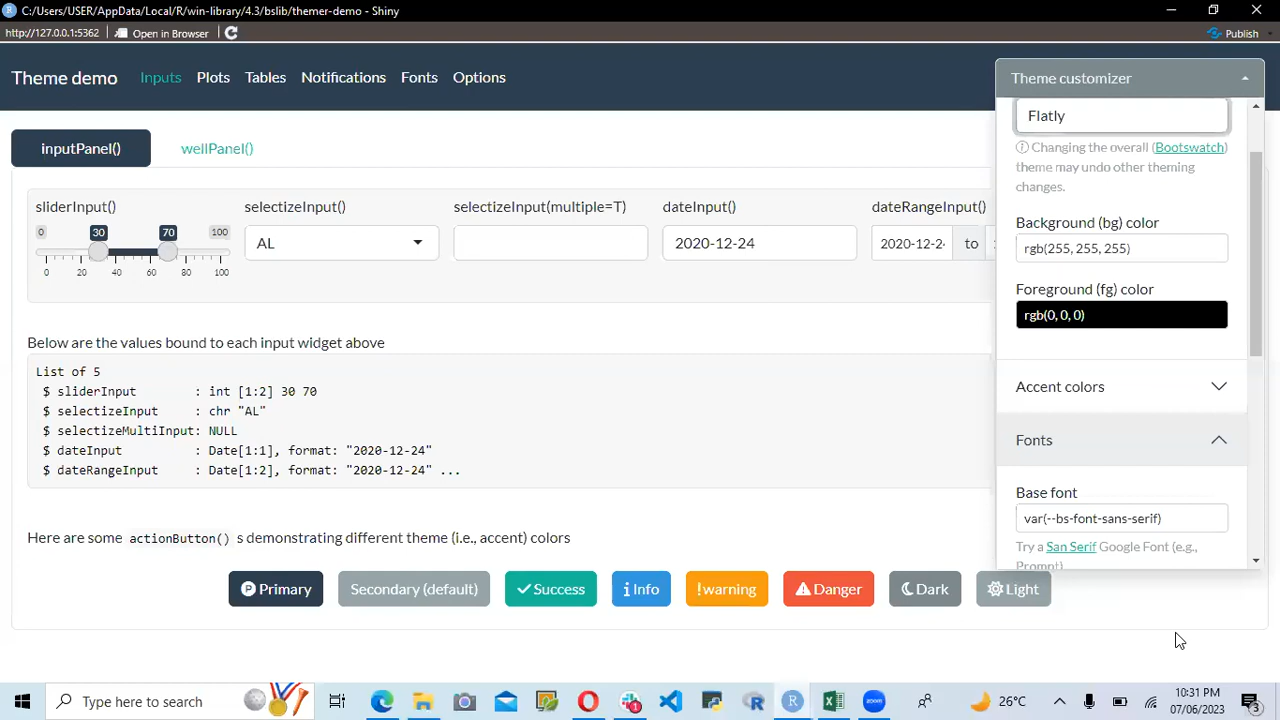 C:/Users/USER/AppData/Local/R/win-library/4.3/bslib/themer-demo - Shiny
http://127.0.0.1:5362 Open in Browser Publish
Theme demo Inputs Plots Tables Notifications Fonts Options
Theme customizer
Flatly
Changing the overall (Bootswatch)
theme may undo other theming
changes.
Background (bg) color
rgb(255, 255, 255)
Foreground (fg) color
rgb(0, 0, 0)
Accent colors
Fonts
Base font
var(--bs-font-sans-serif)
Try a San Serif Google Font (e.g.,
Prompt)
inputPanel() wellPanel()
sliderInput() selectizeInput() selectizeInput(multiple=T) dateInput() dateRangeInput()
0 30 70 100
0 20 40 60 80 100
AL
2020-12-24
2020-12-2 to
Below are the values bound to each input widget above
List of 5
$ sliderInput : int [1:2] 30 70
$ selectizeInput : chr "AL"
$ selectizeMultiInput: NULL
$ dateInput : Date[1:1], format: "2020-12-24"
$ dateRangeInput : Date[1:2], format: "2020-12-24" ...
Here are some actionButton() s demonstrating different theme (i.e., accent) colors
Primary Secondary (default) Success Info !warning Danger Dark Light
Type here to search
26°C
10:31 PM
07/06/2023
1
3